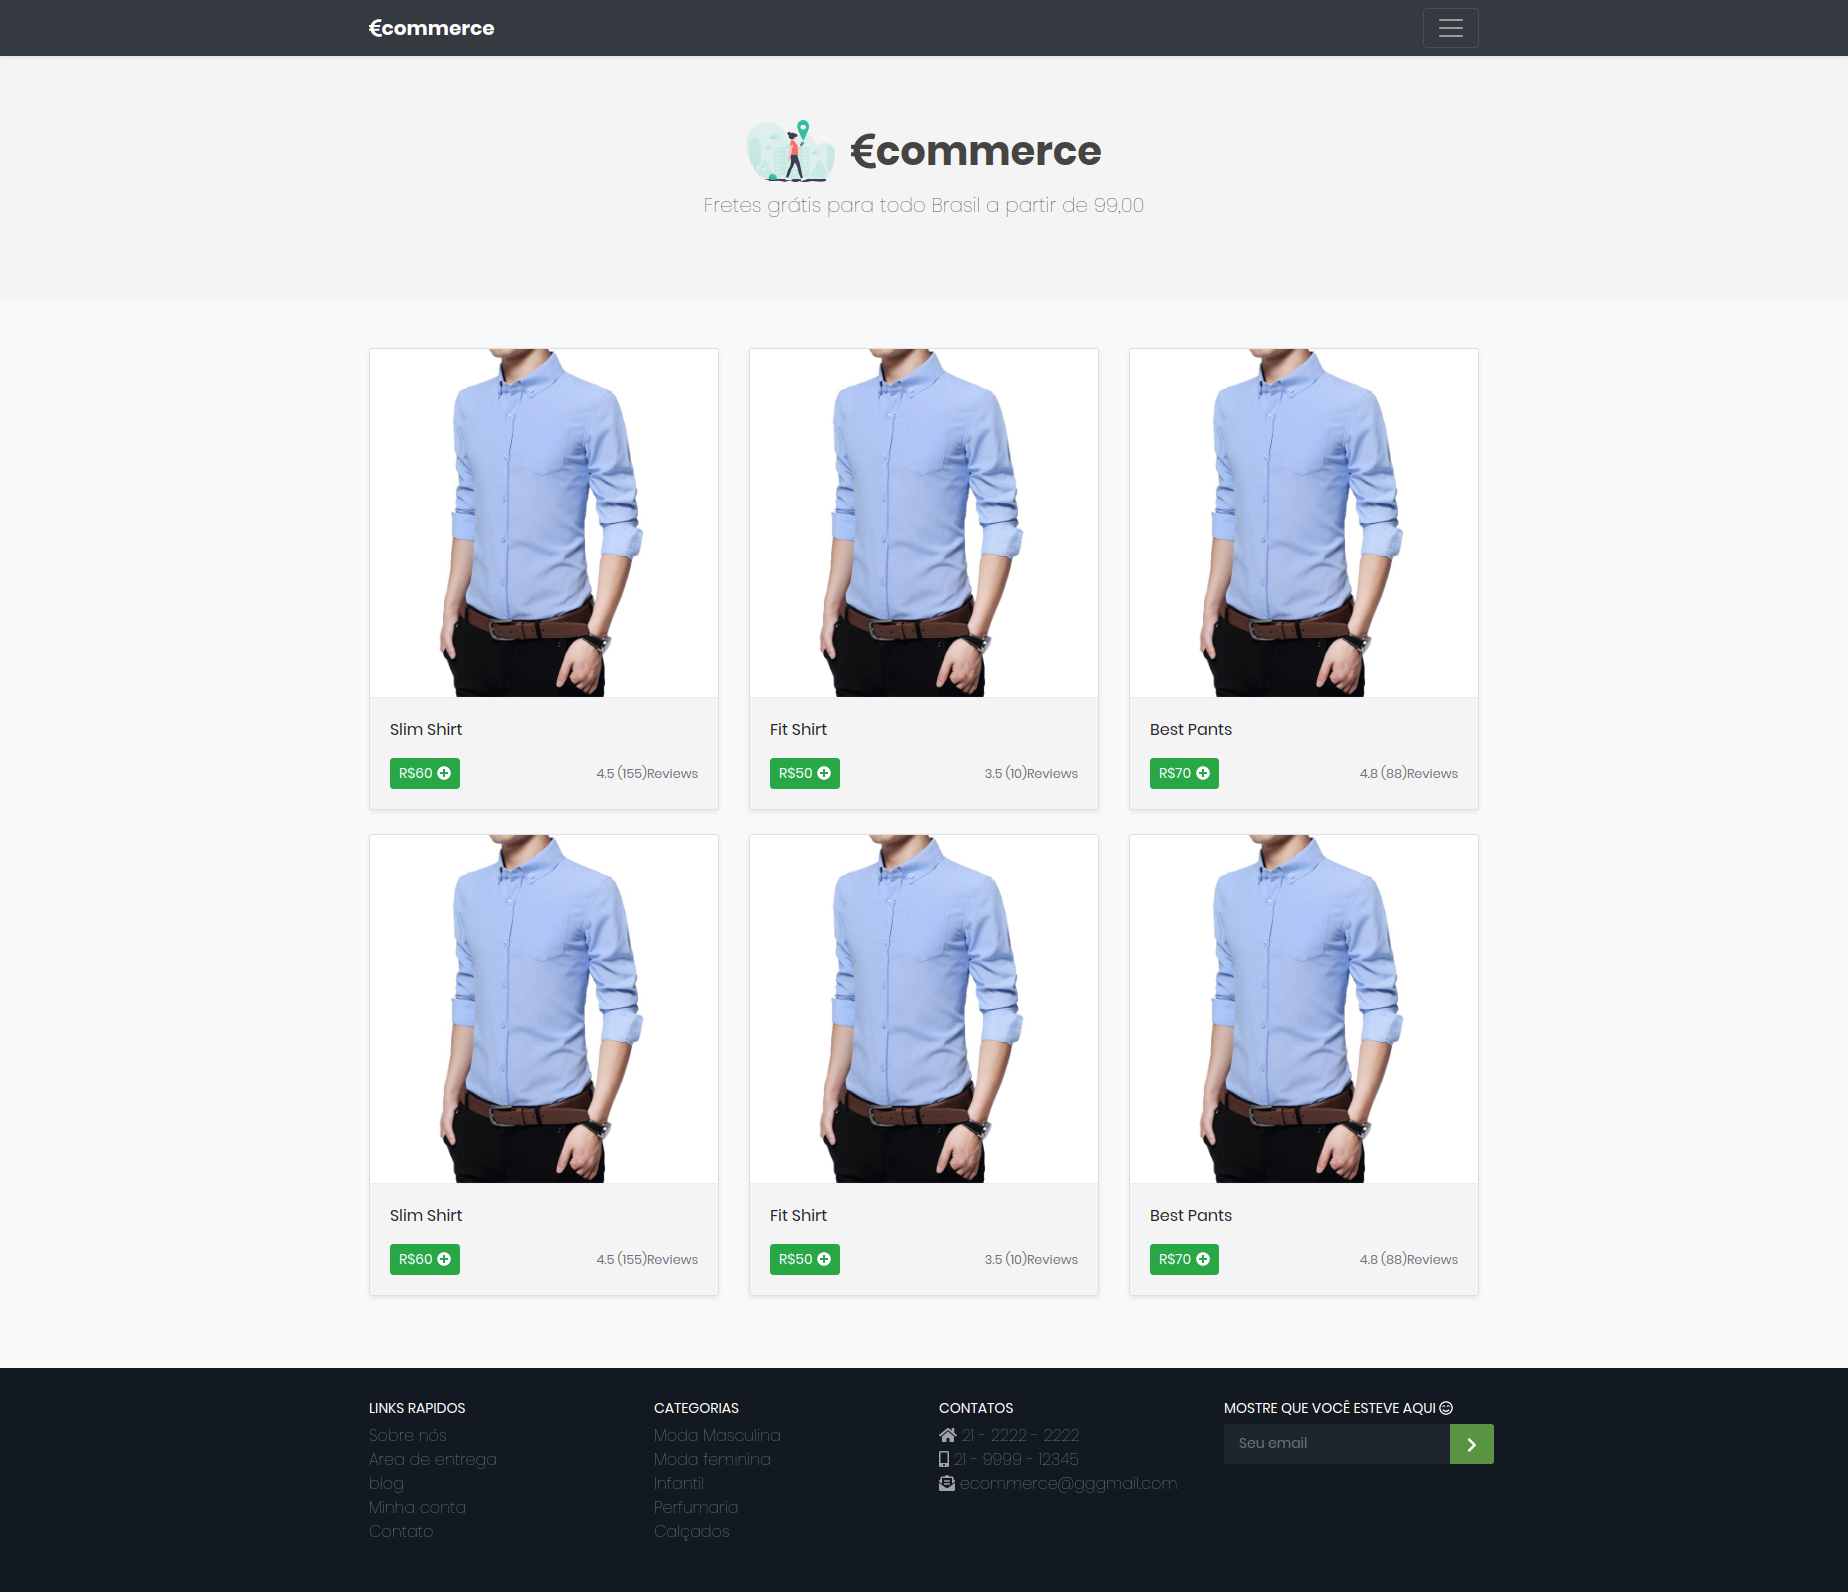 €commerce
€commerce
Fretes grátis para todo Brasil a partir de 99,00
Slim Shirt
R$60
4.5 (155)Reviews
Fit Shirt
R$50
3.5 (10)Reviews
Best Pants
R$70
4.8 (88)Reviews
Slim Shirt
R$60
4.5 (155)Reviews
Fit Shirt
R$50
3.5 (10)Reviews
Best Pants
R$70
4.8 (88)Reviews
LINKS RAPIDOS
Sobre nós
Area de entrega
blog
Minha conta
Contato
CATEGORIAS
Moda Masculina
Moda feminina
Infantil
Perfumaria
Calçados
CONTATOS
21 - 2222 - 2222
21 - 9999 - 12345
ecommerce@gggmail.com
MOSTRE QUE VOCÊ ESTEVE AQUI
Seu email